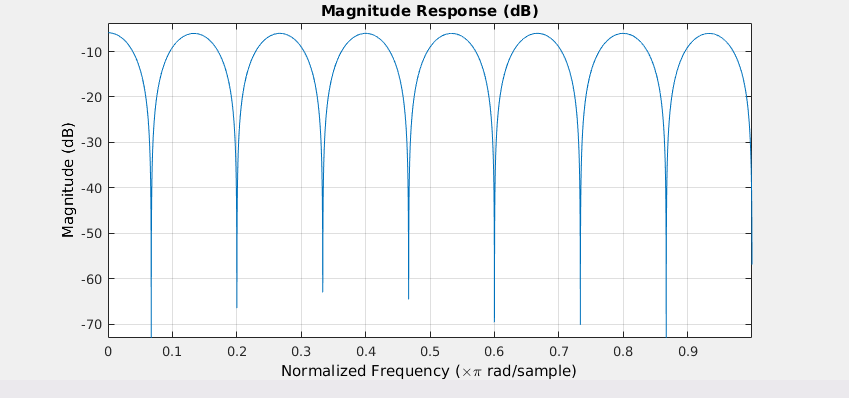 Magnitude Response (dB)
Magnitude (dB)
-10
-20
-30
-40
-50
-60
-70
0 0.1 0.2 0.3 0.4 0.5 0.6 0.7 0.8 0.9
Normalized Frequency (×π rad/sample)